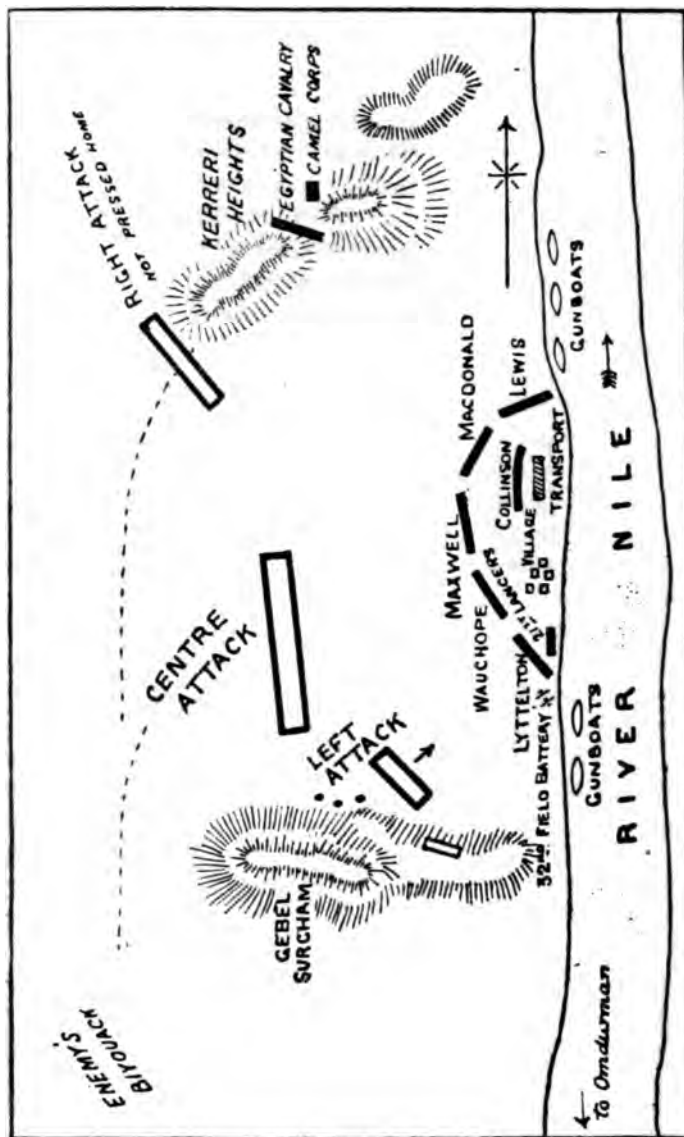 RIGHT ATTACK
NOT PRESSED HOME
KERRERI
HEIGHTS
EGYPTIAN CAVALRY
CAMEL CORPS
CENTRE
ATTACK
LEFT
ATTACK
GEBEL
SURCHAM
ENEMY'S
BIVOUACK
MACDONALD
LEWIS
MAXWELL
COLLINSON
WAUCHOPE
VILLAGE
TRANSPORT
21ST LANCERS
LYTTELTON
32ND FIELD BATTERY
GUNBOATS
GUNBOATS
RIVER NILE
to Omdurman